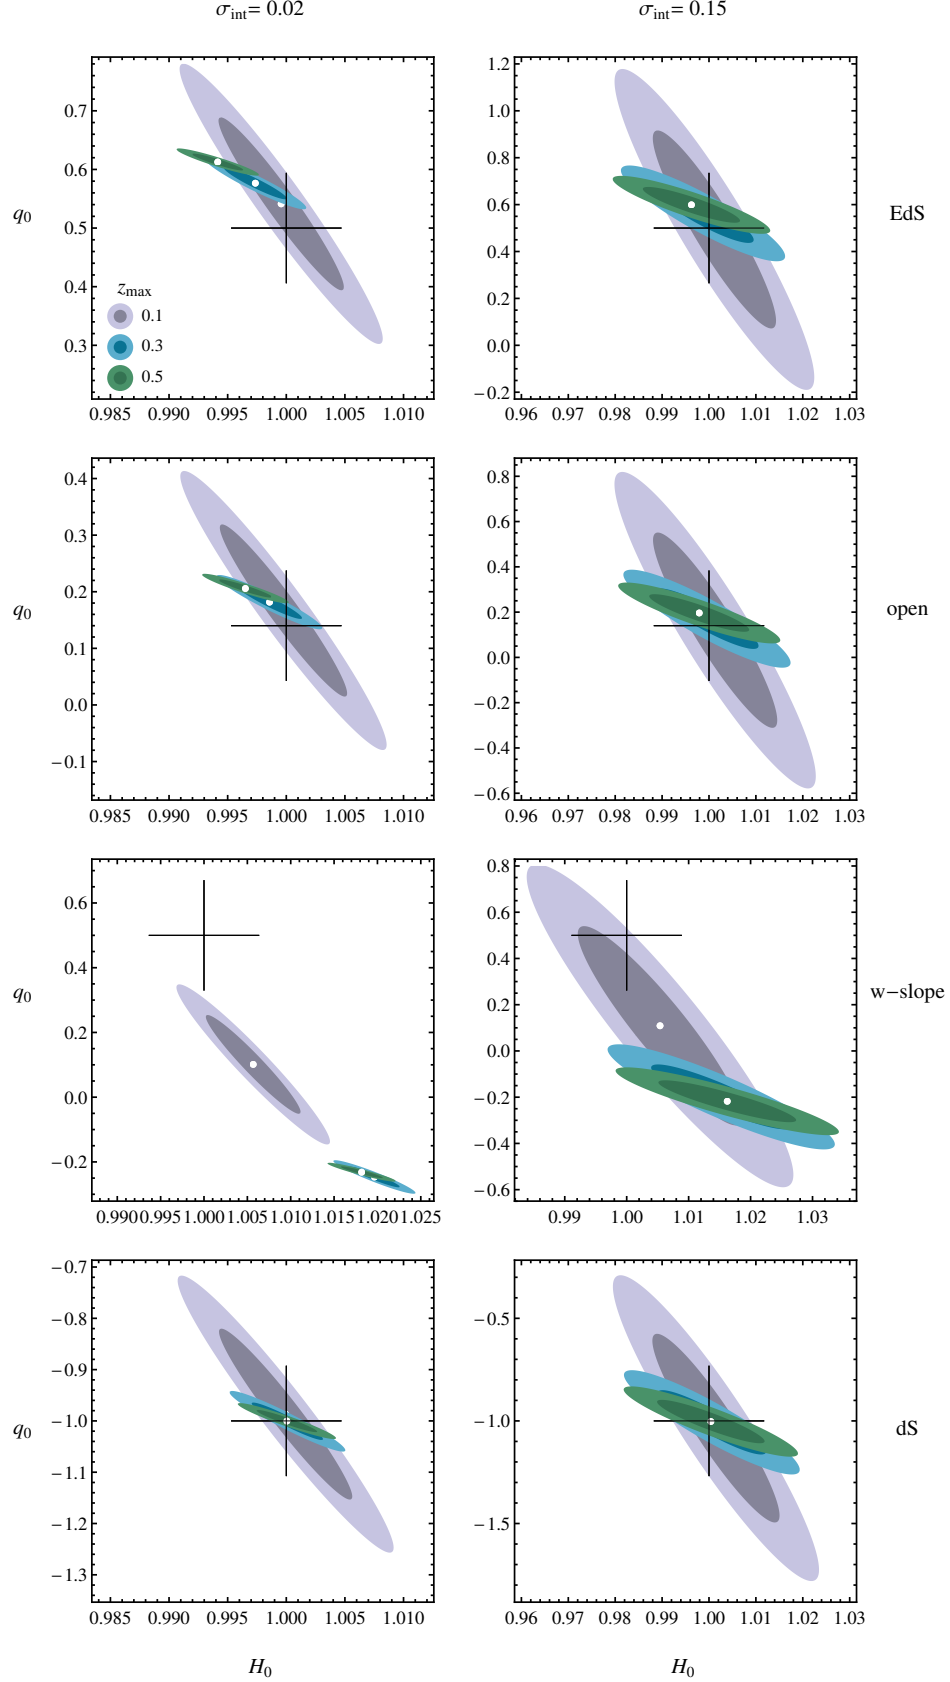 σint= 0.02 σint= 0.15
0.7
0.6
0.5
0.4
0.3
q0
zmax
0.1
0.3
0.5
0.985 0.990 0.995 1.000 1.005 1.010
1.2
1.0
0.8
0.6
0.4
0.2
0.0
−0.2
0.96 0.97 0.98 0.99 1.00 1.01 1.02 1.03
EdS
0.4
0.3
0.2
0.1
0.0
−0.1
q0
0.985 0.990 0.995 1.000 1.005 1.010
0.8
0.6
0.4
0.2
0.0
−0.2
−0.4
−0.6
0.96 0.97 0.98 0.99 1.00 1.01 1.02 1.03
open
0.6
0.4
0.2
0.0
−0.2
q0
0.990 0.995 1.000 1.005 1.010 1.015 1.020 1.025
0.8
0.6
0.4
0.2
0.0
−0.2
−0.4
−0.6
0.99 1.00 1.01 1.02 1.03
w−slope
−0.7
−0.8
−0.9
−1.0
−1.1
−1.2
−1.3
q0
0.985 0.990 0.995 1.000 1.005 1.010
−0.5
−1.0
−1.5
0.96 0.97 0.98 0.99 1.00 1.01 1.02 1.03
dS
H0 H0